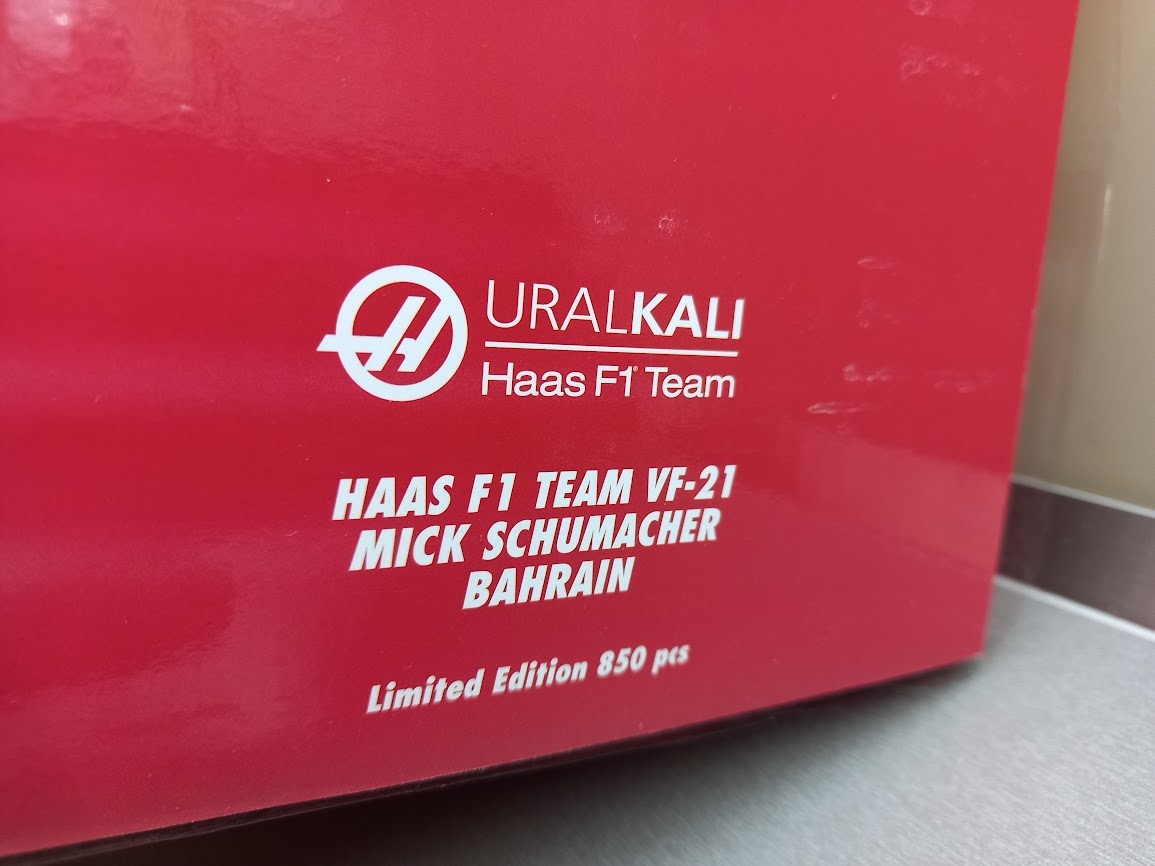 URALKALI
Haas F1 Team
HAAS F1 TEAM VF-21
MICK SCHUMACHER
BAHRAIN
Limited Edition 850 pcs